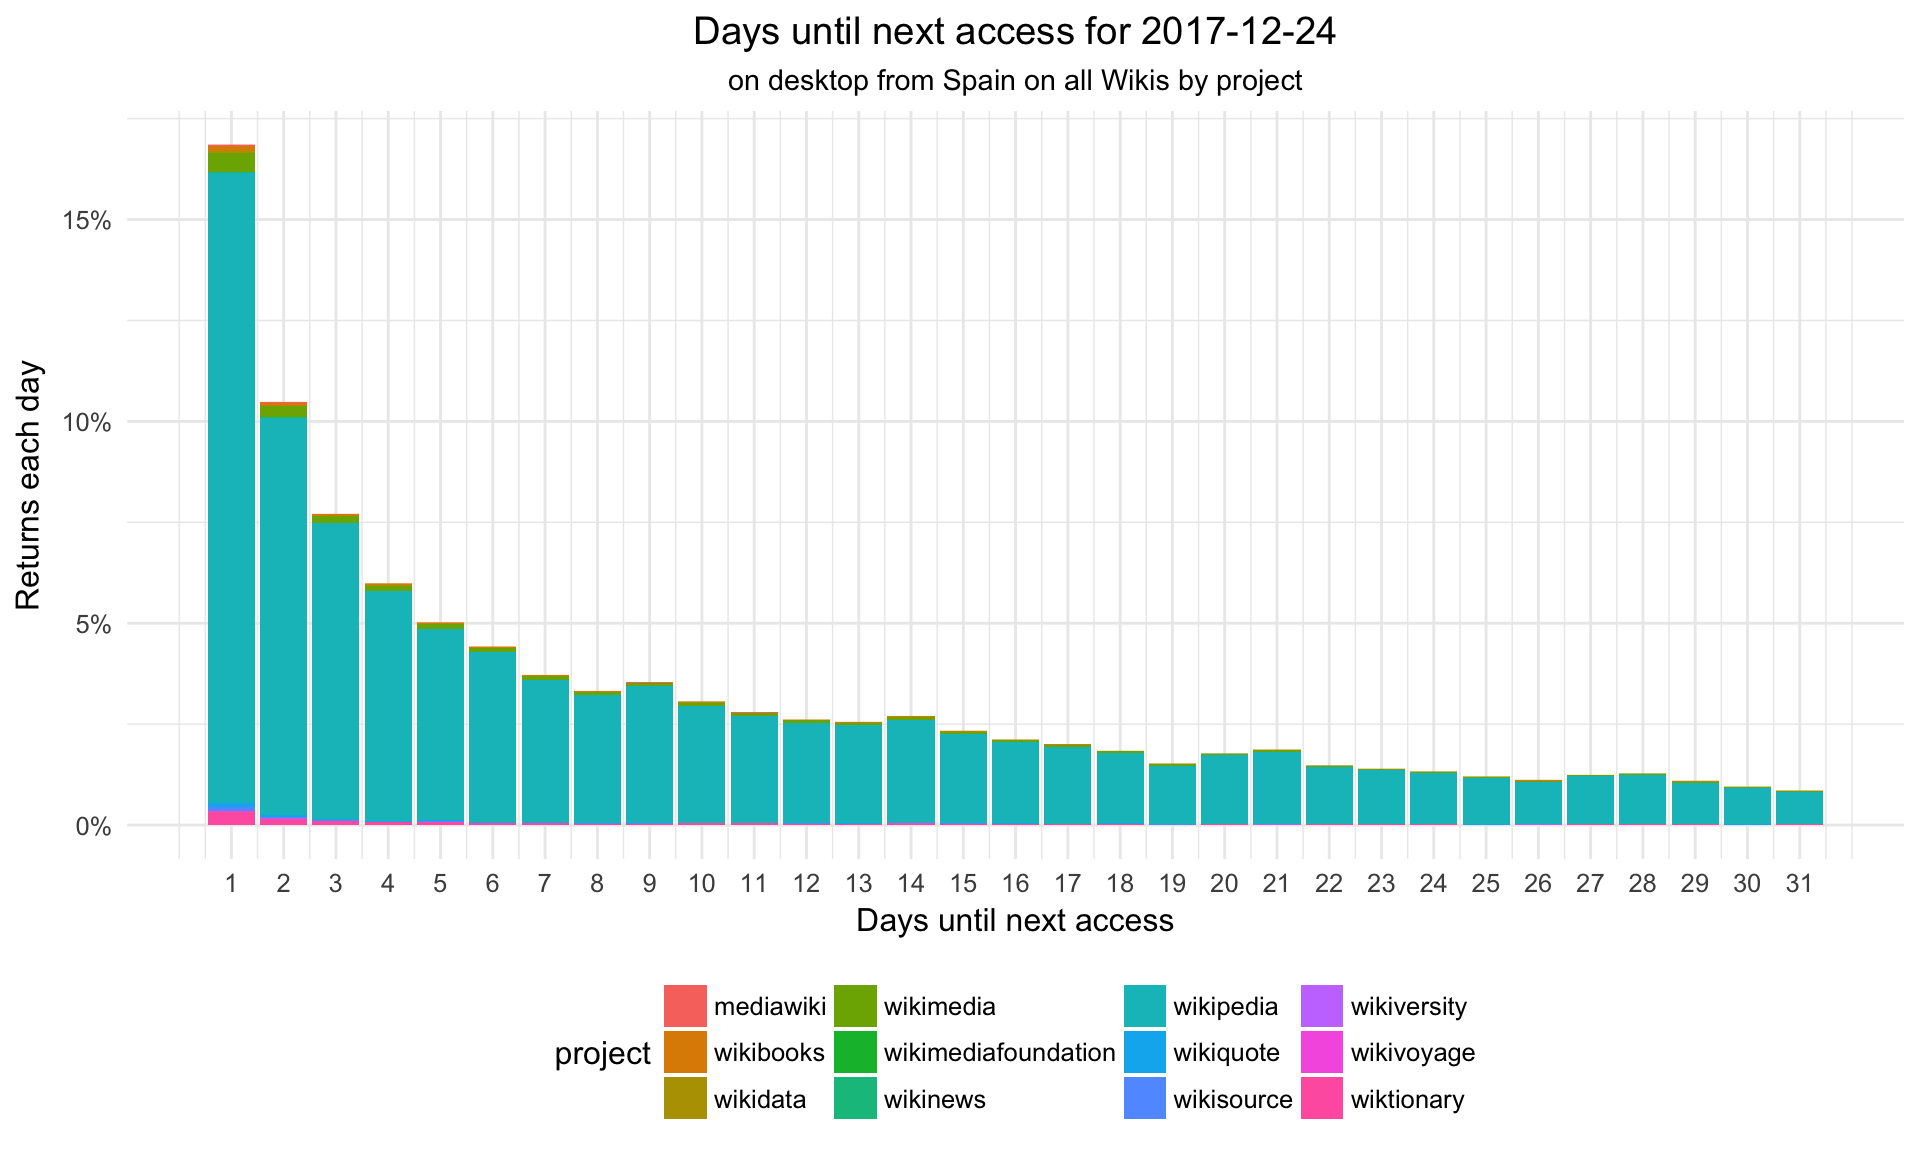 Days until next access for 2017-12-24
on desktop from Spain on all Wikis by project
Returns each day
15%
10%
5%
0%
1 2 3 4 5 6 7 8 9 10 11 12 13 14 15 16 17 18 19 20 21 22 23 24 25 26 27 28 29 30 31
Days until next access
project
mediawiki wikimedia wikipedia wikiversity
wikibooks wikimediafoundation wikiquote wikivoyage
wikidata wikinews wikisource wiktionary